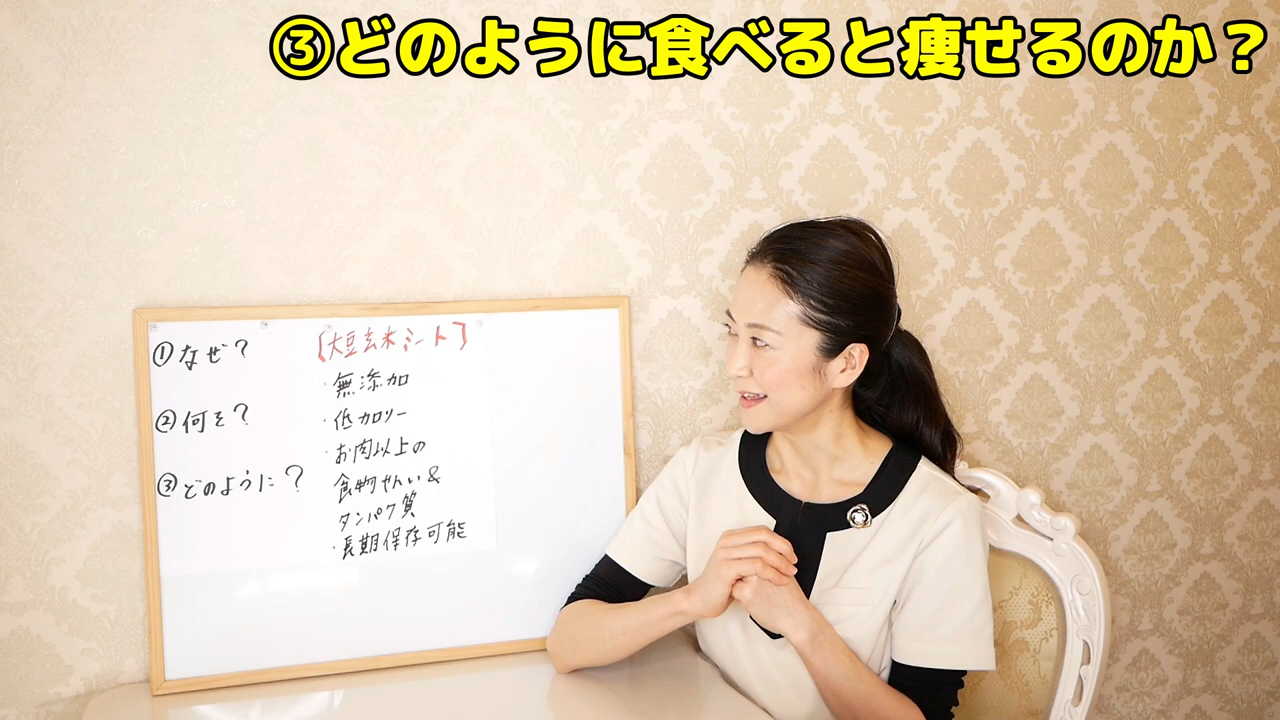 ③どのように食べると痩せるのか？
①なぜ？
②何を？
③どのように？
【大豆玄米ミート】
・無添加
・低カロリー
・お肉以上の
食物せんい&
タンパク質
・長期保存可能